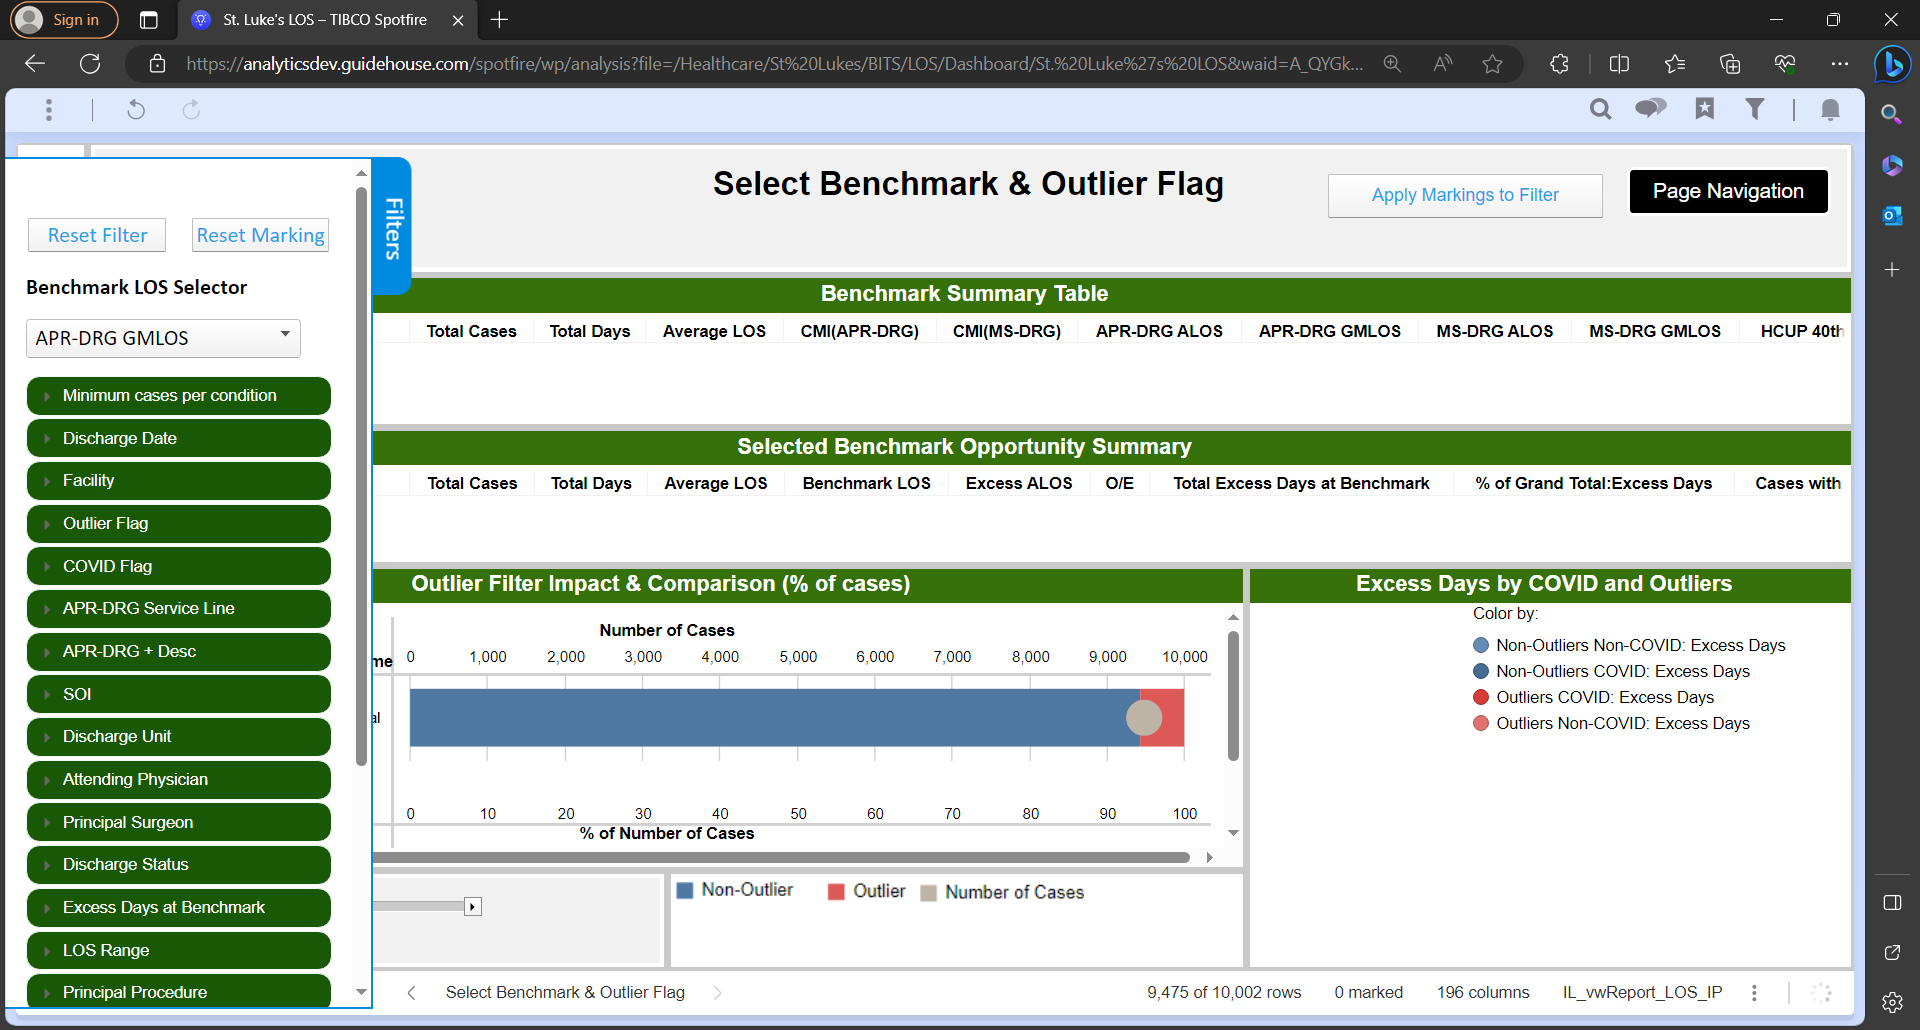 Sign in
St. Luke's LOS – TIBCO Spotfire
https://analyticsdev.guidehouse.com/spotfire/wp/analysis?file=/Healthcare/St%20Lukes/BITS/LOS/Dashboard/St.%20Luke%27s%20LOS&waid=A_QYGk...
Select Benchmark & Outlier Flag
Apply Markings to Filter
Page Navigation
Filters
Reset Filter
Reset Marking
Benchmark LOS Selector
APR-DRG GMLOS
Minimum cases per condition
Discharge Date
Facility
Outlier Flag
COVID Flag
APR-DRG Service Line
APR-DRG + Desc
SOI
Discharge Unit
Attending Physician
Principal Surgeon
Discharge Status
Excess Days at Benchmark
LOS Range
Principal Procedure
Benchmark Summary Table
Total Cases Total Days Average LOS CMI(APR-DRG) CMI(MS-DRG) APR-DRG ALOS APR-DRG GMLOS MS-DRG ALOS MS-DRG GMLOS HCUP 40th
Selected Benchmark Opportunity Summary
Total Cases Total Days Average LOS Benchmark LOS Excess ALOS O/E Total Excess Days at Benchmark % of Grand Total:Excess Days Cases with
Outlier Filter Impact & Comparison (% of cases)
Number of Cases
me 0 1,000 2,000 3,000 4,000 5,000 6,000 7,000 8,000 9,000 10,000
al
0 10 20 30 40 50 60 70 80 90 100
% of Number of Cases
Non-Outlier Outlier Number of Cases
Excess Days by COVID and Outliers
Color by:
Non-Outliers Non-COVID: Excess Days
Non-Outliers COVID: Excess Days
Outliers COVID: Excess Days
Outliers Non-COVID: Excess Days
Select Benchmark & Outlier Flag
9,475 of 10,002 rows 0 marked 196 columns IL_vwReport_LOS_IP